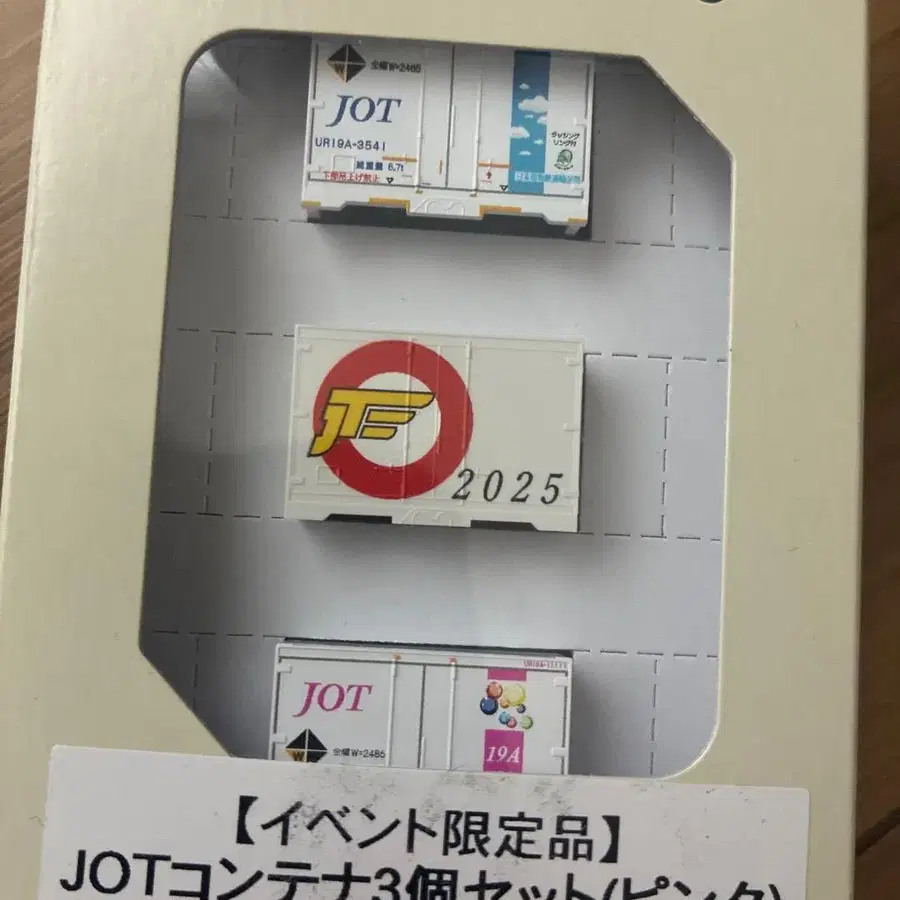 全幅W=2485
W
JOT
UR19A-3541
総重量 6.7t
下部吊上げ禁止
ラッシング
リング付
JTE
2025
JOT
W
全幅W=2485
19A
【イベント限定品】
JOTコンテナ3個セット(ピンク)